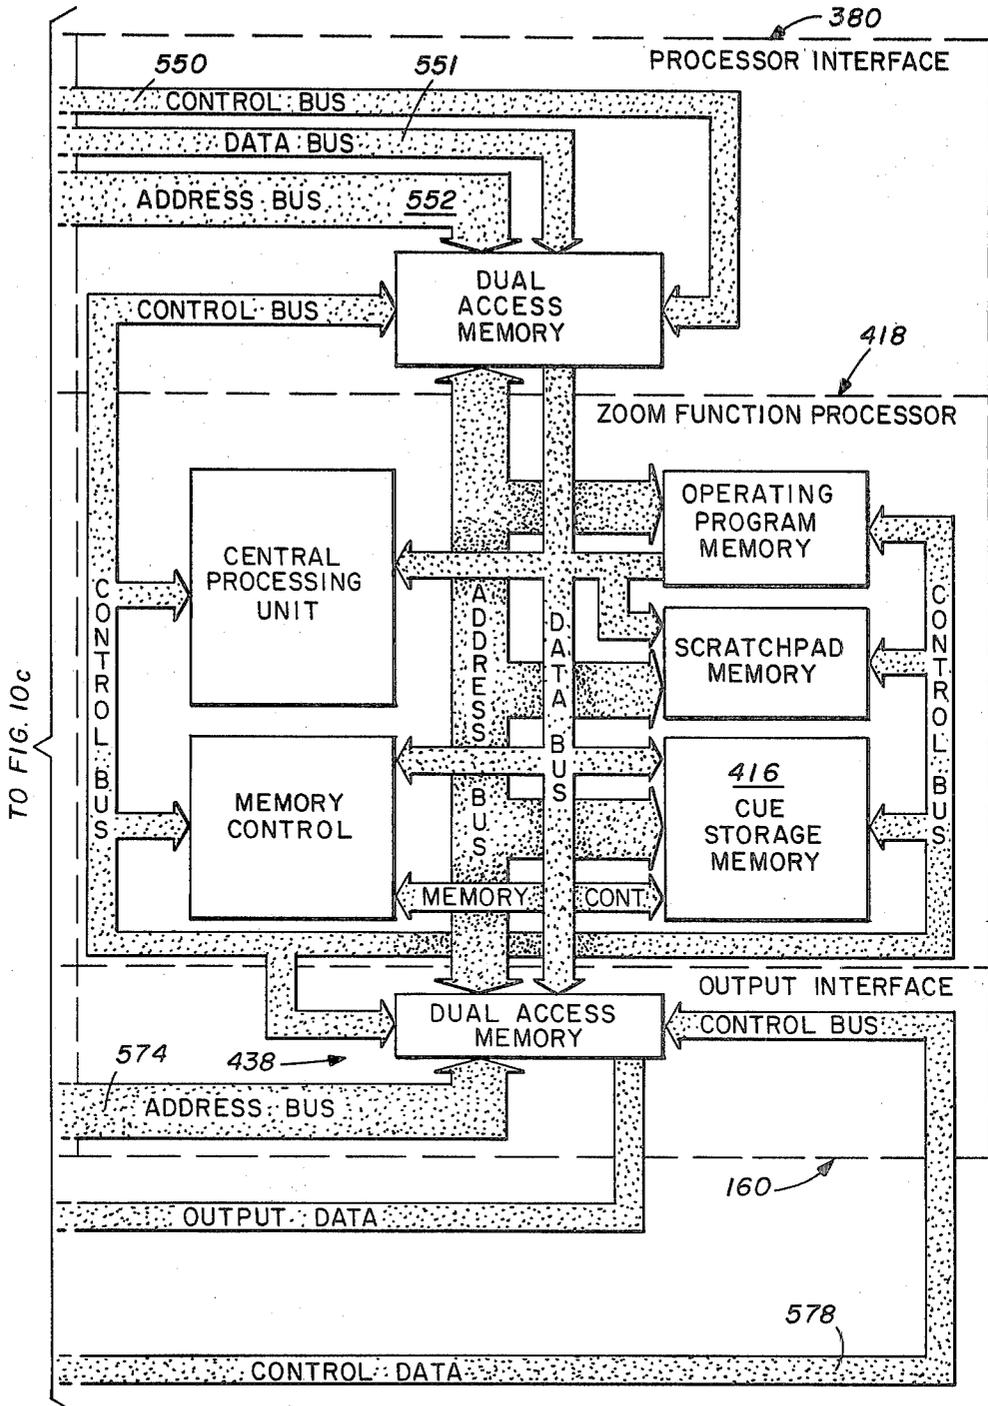 380
PROCESSOR INTERFACE
550
551
CONTROL BUS
DATA BUS
ADDRESS BUS
552
DUAL
ACCESS
MEMORY
CONTROL BUS
418
ZOOM FUNCTION PROCESSOR
OPERATING
PROGRAM
MEMORY
CENTRAL
PROCESSING
UNIT
CONTROL BUS
ADDRESS BUS
DATA BUS
CONTROL BUS
SCRATCHPAD
MEMORY
TO FIG. 10c
MEMORY
CONTROL
416
CUE
STORAGE
MEMORY
MEMORY CONT.
OUTPUT INTERFACE
DUAL ACCESS
MEMORY
CONTROL BUS
438
574
ADDRESS BUS
160
OUTPUT DATA
578
CONTROL DATA